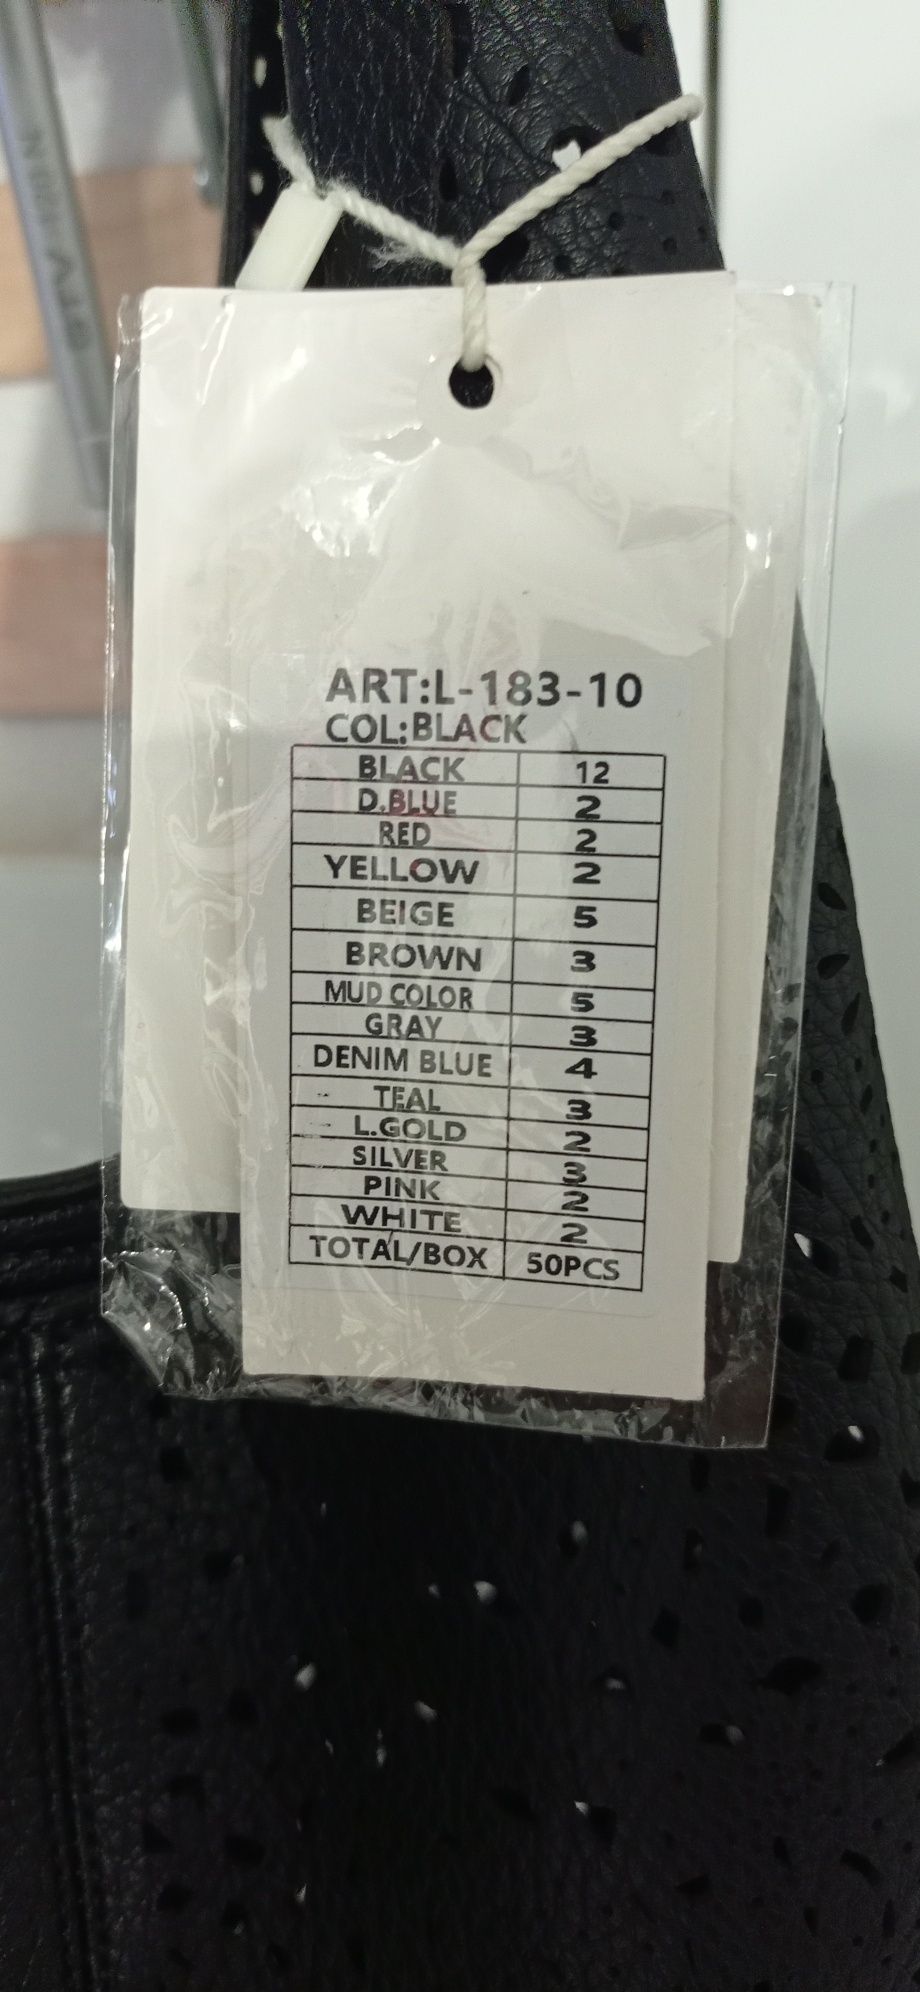 ART:L-183-10
COL:BLACK
BLACK 12
D.BLUE 2
RED 2
YELLOW 2
BEIGE 5
BROWN 3
MUD COLOR 5
GRAY 3
DENIM BLUE 4
TEAL 3
L.GOLD 2
SILVER 3
PINK 2
WHITE 2
TOTAL/BOX 50PCS